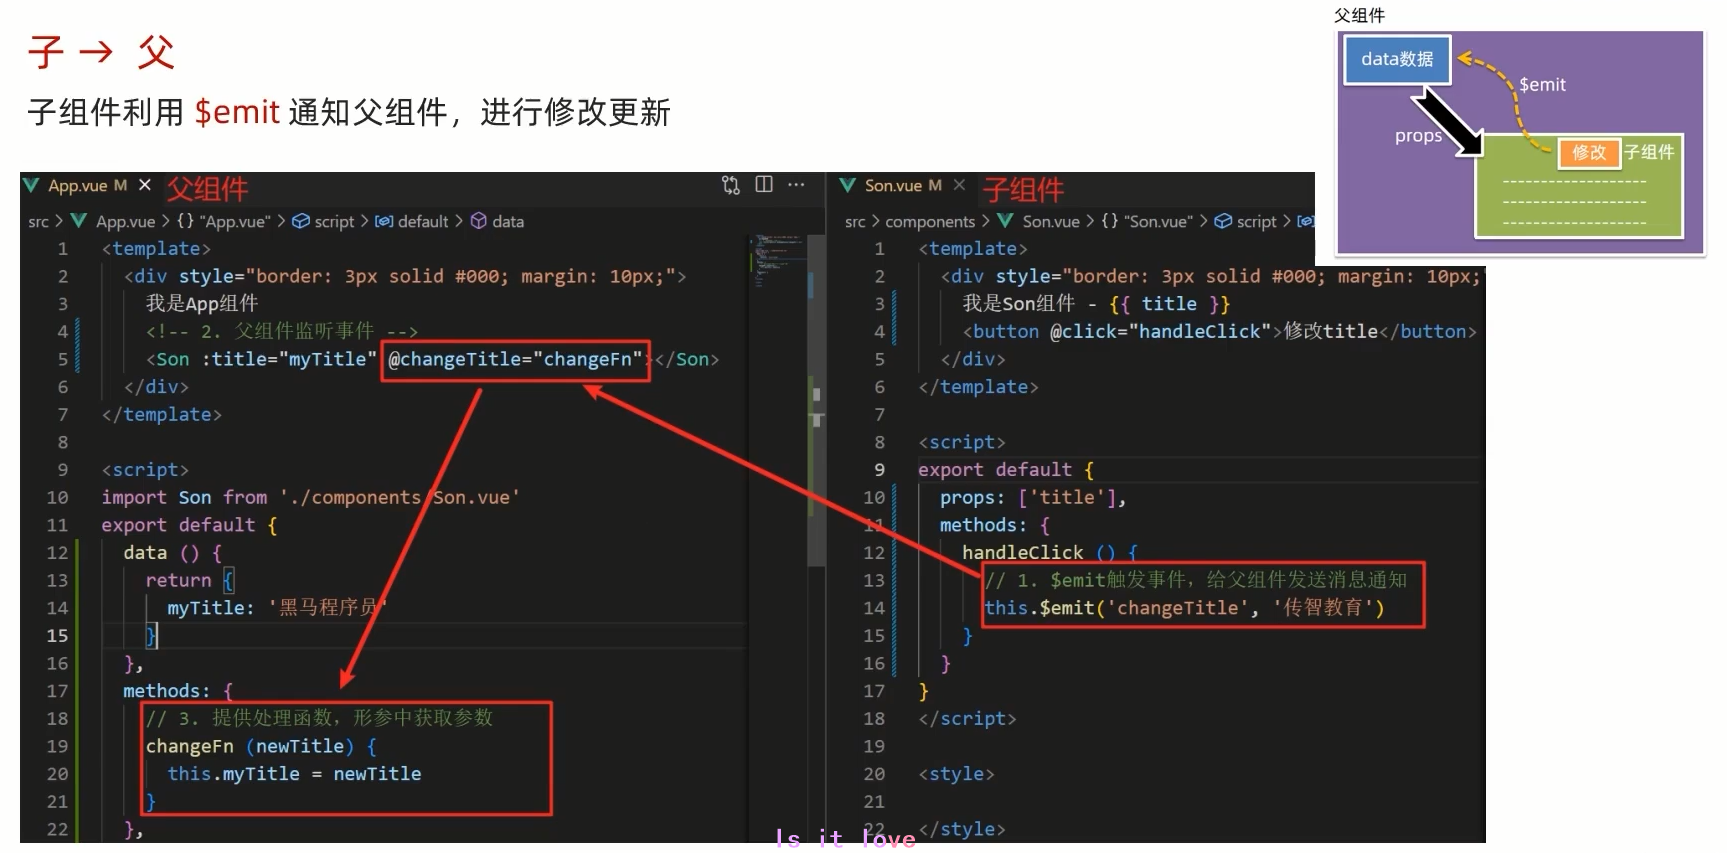 子 → 父
子组件利用 $emit 通知父组件，进行修改更新
父组件
data数据
$emit
props
修改 子组件
App.vue M × 父组件
src > App.vue > {} "App.vue" > script > default > data
1 <template>
2 <div style="border: 3px solid #000; margin: 10px;">
3 我是App组件
4 <!-- 2. 父组件监听事件 -->
5 <Son :title="myTitle" @changeTitle="changeFn"></Son>
6 </div>
7 </template>
8
9 <script>
10 import Son from './components/Son.vue'
11 export default {
12 data () {
13 return {
14 myTitle: '黑马程序员'
15 }
16 },
17 methods: {
18 // 3. 提供处理函数，形参中获取参数
19 changeFn (newTitle) {
20 this.myTitle = newTitle
21 }
22 },
Son.vue M × 子组件
src > components > Son.vue > {} "Son.vue" > script >
1 <template>
2 <div style="border: 3px solid #000; margin: 10px;
3 我是Son组件 - {{ title }}
4 <button @click="handleClick">修改title</button>
5 </div>
6 </template>
7
8 <script>
9 export default {
10 props: ['title'],
11 methods: {
12 handleClick () {
13 // 1. $emit触发事件，给父组件发送消息通知
14 this.$emit('changeTitle', '传智教育')
15 }
16 }
17 }
18 </script>
19
20 <style>
21
22 </style>
Is it love